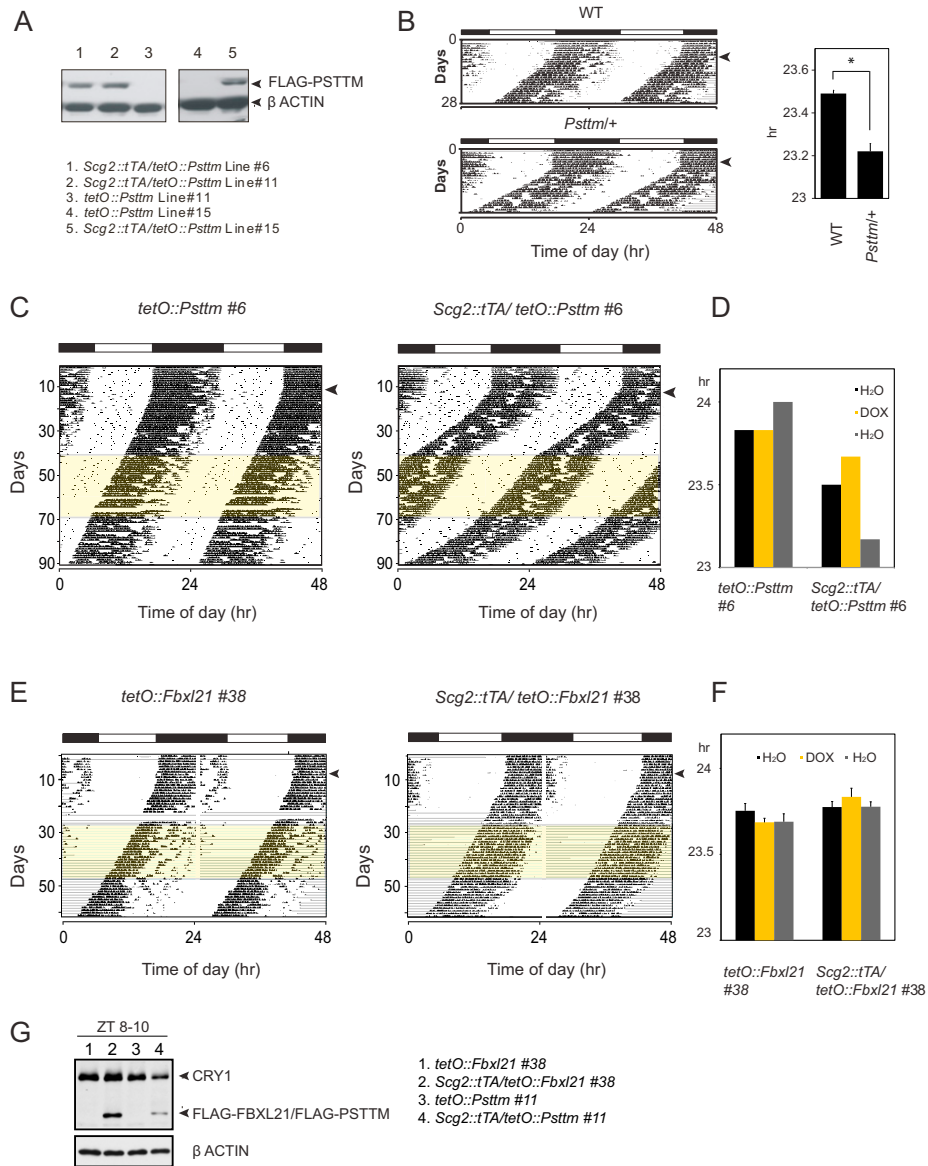 A
1 2 3 4 5
FLAG-PSTTM
β ACTIN
1. Scg2::tTA/tetO::Psttm Line #6
2. Scg2::tTA/tetO::Psttm Line#11
3. tetO::Psttm Line#11
4. tetO::Psttm Line#15
5. Scg2::tTA/tetO::Psttm Line#15
B
WT
0
Days
28
Psttm/+
0
Days
0 24 48
Time of day (hr)
23.6
*
hr
23.2
23
WT
Psttm/+
C
tetO::Psttm #6
Scg2::tTA/ tetO::Psttm #6
10
30
Days
50
70
90
0 24 48
Time of day (hr)
10
30
Days
50
70
90
0 24 48
Time of day (hr)
D
hr
H₂O
DOX
H₂O
24
23.5
23
tetO::Psttm
#6
Scg2::tTA/
tetO::Psttm #6
E
tetO::Fbxl21 #38
Scg2::tTA/ tetO::Fbxl21 #38
10
30
Days
50
0 24 48
Time of day (hr)
10
30
Days
50
0 24 48
Time of day (hr)
F
hr
H₂O DOX H₂O
24
23.5
23
tetO::Fbxl21
#38
Scg2::tTA/
tetO::Fbxl21 #38
G
ZT 8-10
1 2 3 4
CRY1
FLAG-FBXL21/FLAG-PSTTM
β ACTIN
1. tetO::Fbxl21 #38
2. Scg2::tTA/tetO::Fbxl21 #38
3. tetO::Psttm #11
4. Scg2::tTA/tetO::Psttm #11